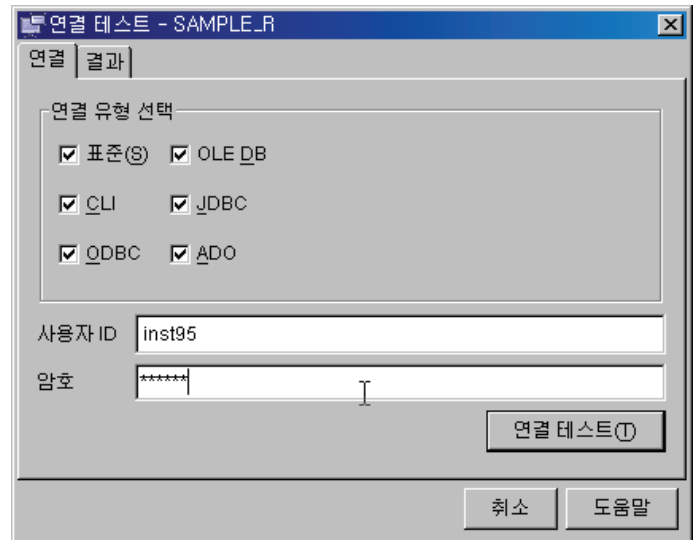 연결 테스트 - SAMPLE_R
연결 결과
연결 유형 선택
표준(S) OLE DB
CLI JDBC
ODBC ADO
사용자 ID inst95
암호 ******
연결 테스트(T)
취소 도움말